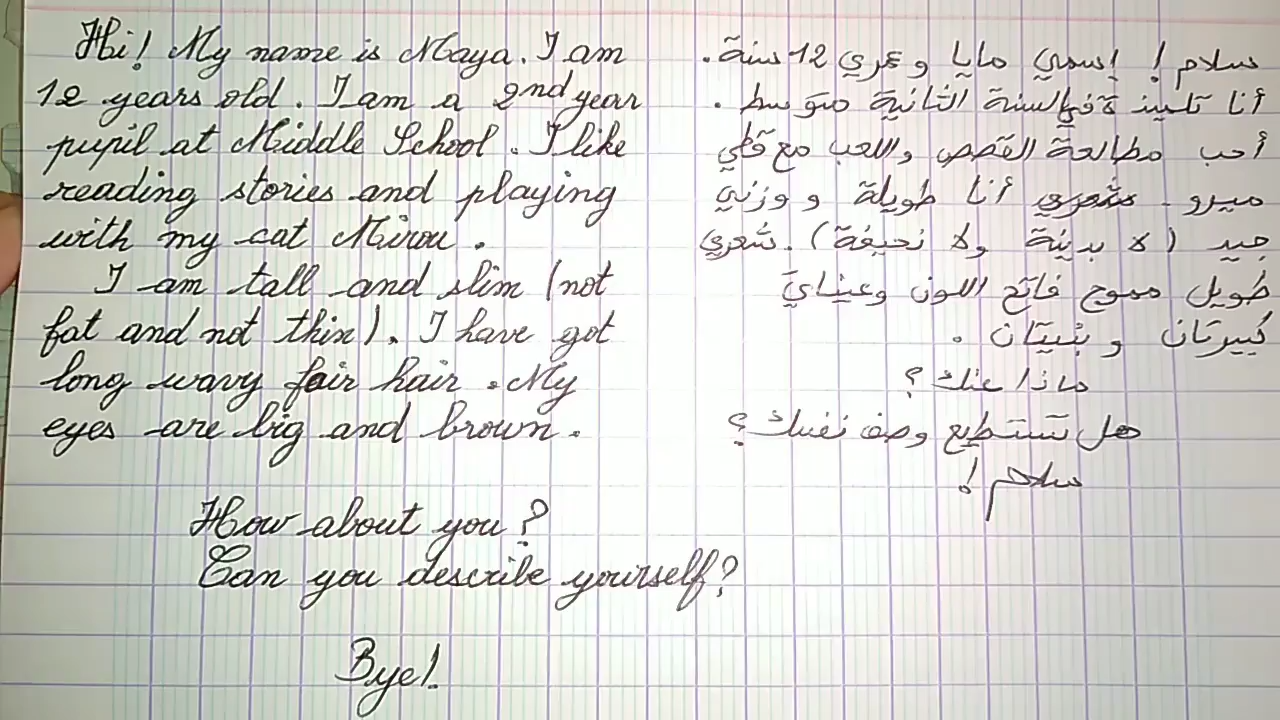 Hi! My name is Maya. I am
12 years old. I am a 2nd year
pupil at Middle School. I like
reading stories and playing
with my cat Mirou.
I am tall and slim (not
fat and not thin). I have got
long wavy fair hair. My
eyes are big and brown.
How about you?
Can you describe yourself?
Bye!
سلام! إسمي مايا و عمري 12 سنة.
أنا تلميذة في السنة الثانية متوسط.
أحب مطالعة القصص واللعب مع قطي
ميرو. أنا طويلة و وزني
جيد (لا بدينة ولا نحيفة). شعري
طويل مموج فاتح اللون وعينايَ
كبيرتان و بنيتان.
ماذا عنك؟
هل تستطيع وصف نفسك؟
سلام!